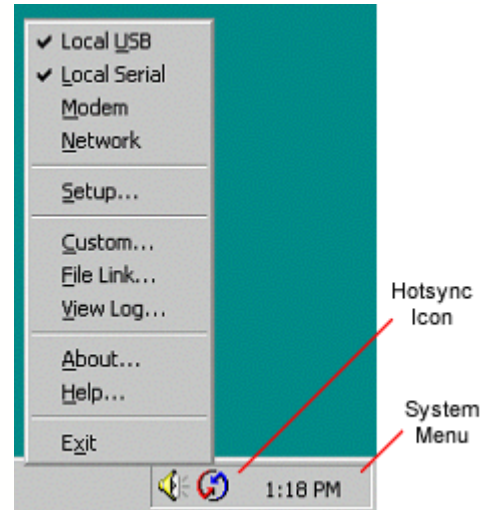 Local USB
Local Serial
Modem
Network
Setup...
Custom...
File Link...
View Log...
About...
Help...
Exit
Hotsync
Icon
System
Menu
1:18 PM